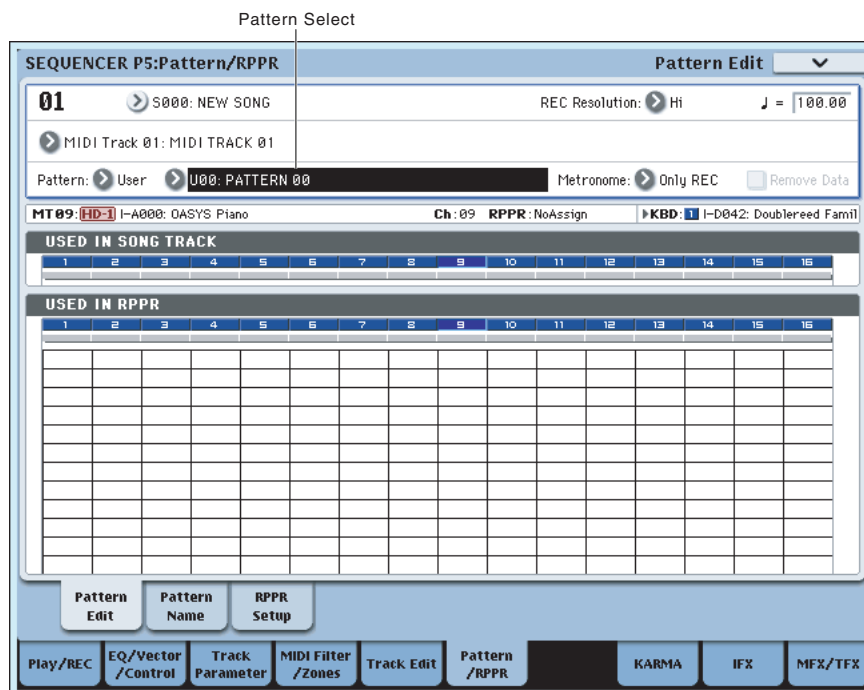 Pattern Select
SEQUENCER P5:Pattern/RPPR Pattern Edit
01 S000: NEW SONG REC Resolution: Hi ♩ = 100.00
MIDI Track 01: MIDI TRACK 01
Pattern: User U00: PATTERN 00 Metronome: Only REC Remove Data
MT09: HD-1 I-A000: OASYS Piano Ch:09 RPPR:NoAssign ▶KBD: 1 I-D042: Doublereed Famil
USED IN SONG TRACK
1 2 3 4 5 6 7 8 9 10 11 12 13 14 15 16
USED IN RPPR
1 2 3 4 5 6 7 8 9 10 11 12 13 14 15 16
Pattern Edit Pattern Name RPPR Setup
Play/REC EQ/Vector/Control Track Parameter MIDI Filter/Zones Track Edit Pattern/RPPR KARMA IFX MFX/TFX